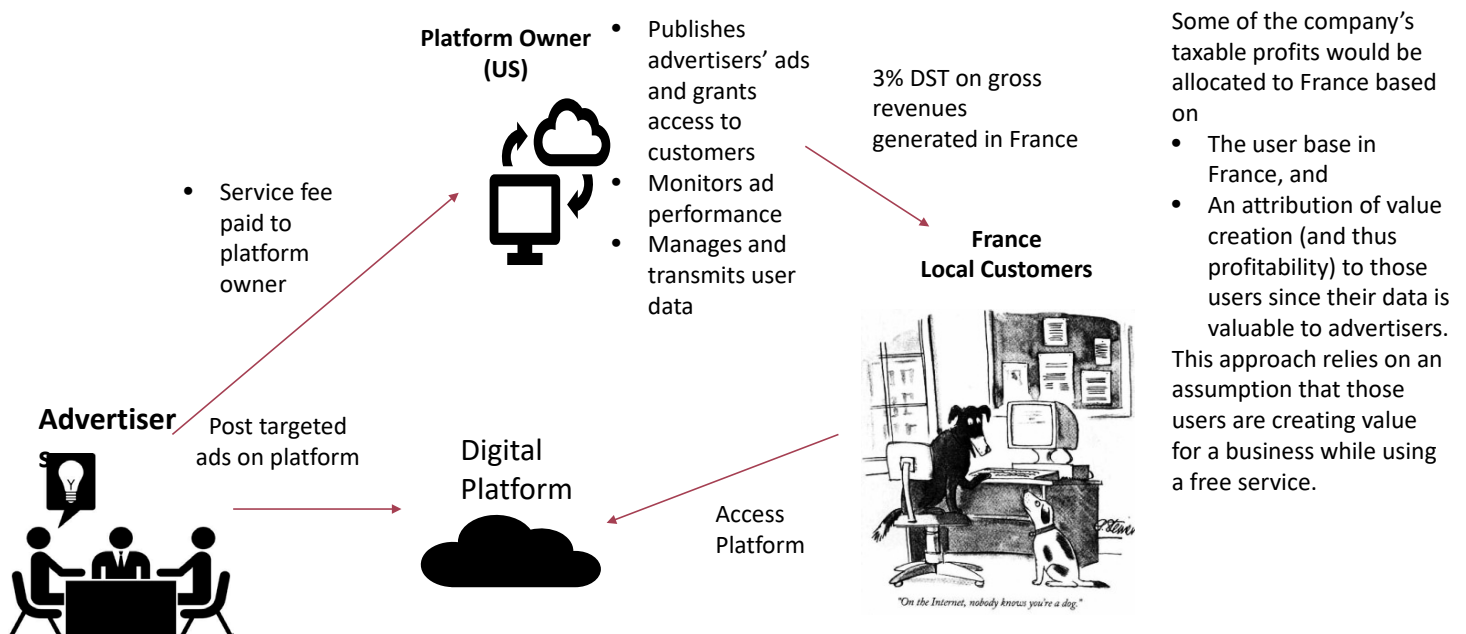 Platform Owner
(US)
• Publishes
advertisers’ ads
and grants
access to
customers
• Monitors ad
performance
• Manages and
transmits user
data
3% DST on gross
revenues
generated in France
Some of the company’s
taxable profits would be
allocated to France based
on
• The user base in
France, and
• An attribution of value
creation (and thus
profitability) to those
users since their data is
valuable to advertisers.
This approach relies on an
assumption that those
users are creating value
for a business while using
a free service.
• Service fee
paid to
platform
owner
France
Local Customers
Advertiser
s
Y
Post targeted
ads on platform
Digital
Platform
Access
Platform
"On the Internet, nobody knows you're a dog."